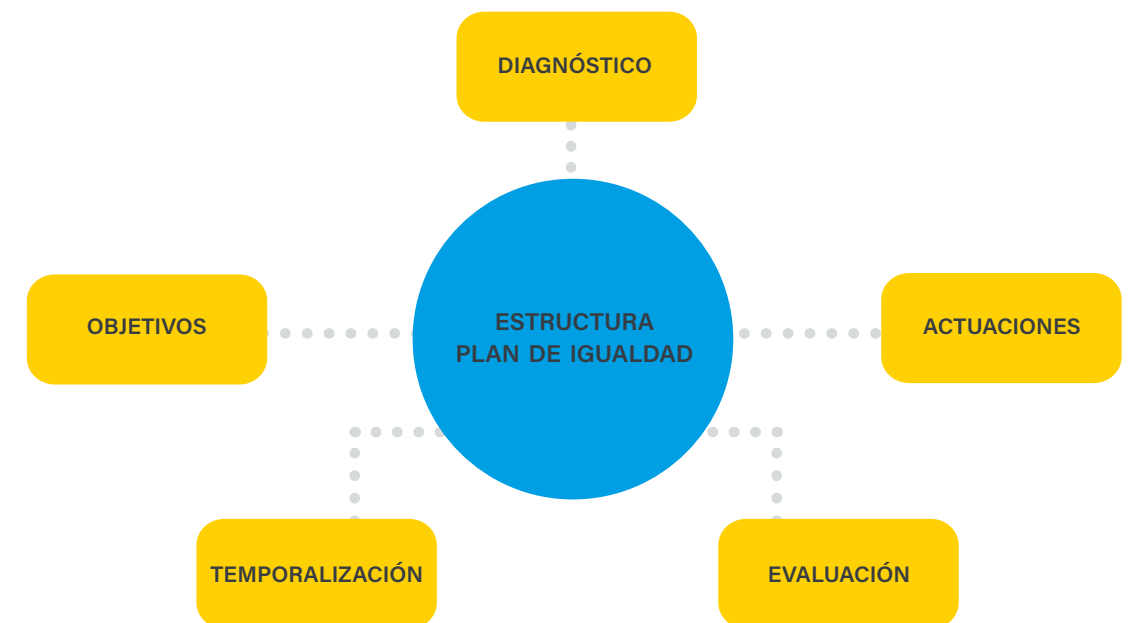 DIAGNÓSTICO
OBJETIVOS
ESTRUCTURA
PLAN DE IGUALDAD
ACTUACIONES
TEMPORALIZACIÓN
EVALUACIÓN